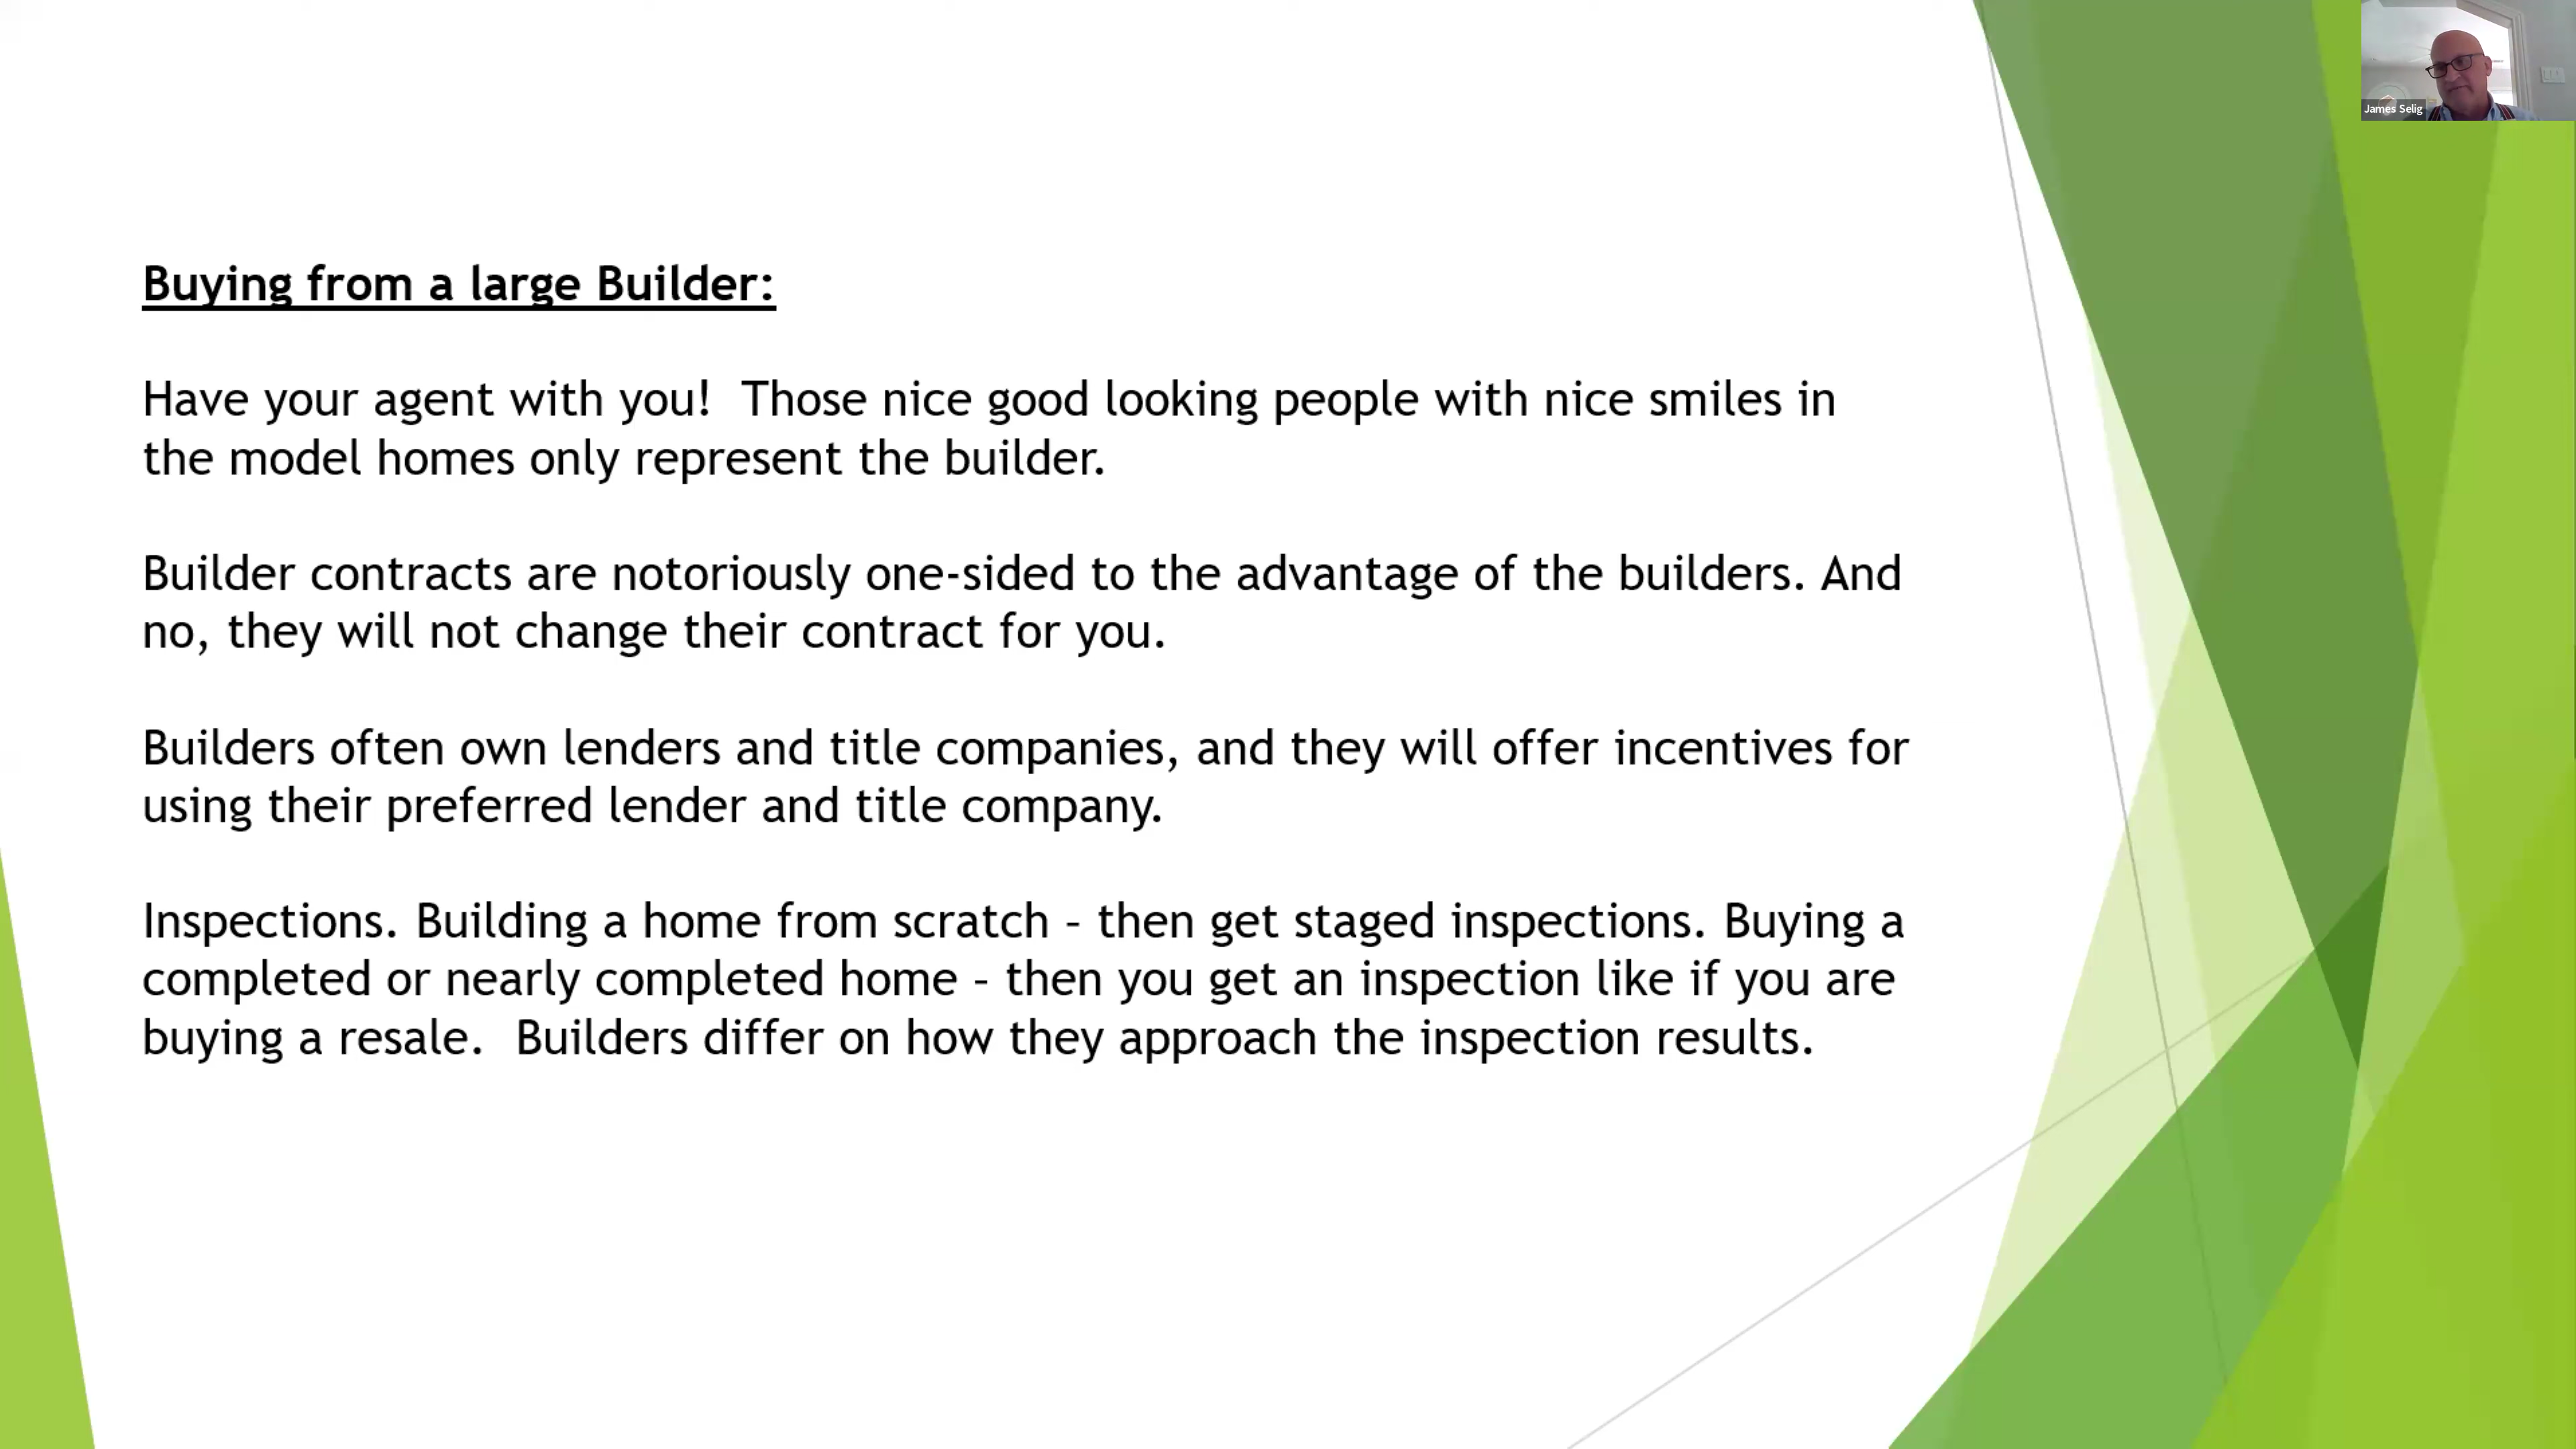 James Selig
Buying from a large Builder:
Have your agent with you!  Those nice good looking people with nice smiles in
the model homes only represent the builder.
Builder contracts are notoriously one-sided to the advantage of the builders. And
no, they will not change their contract for you.
Builders often own lenders and title companies, and they will offer incentives for
using their preferred lender and title company.
Inspections. Building a home from scratch – then get staged inspections. Buying a
completed or nearly completed home – then you get an inspection like if you are
buying a resale.  Builders differ on how they approach the inspection results.